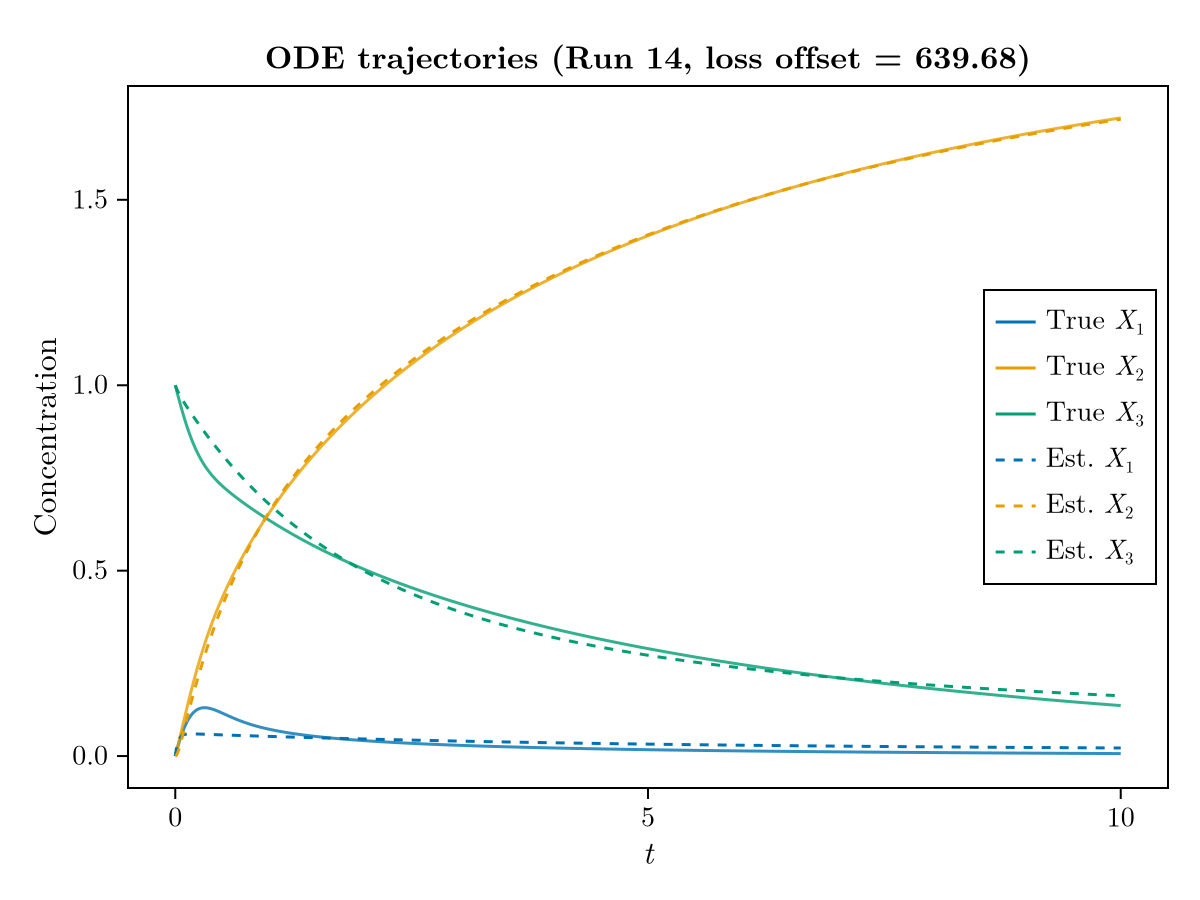 ODE trajectories (Run 14, loss offset = 639.68)
Concentration
1.5
1.0
0.5
0.0
0
5
10
t
True X₁
True X₂
True X₃
Est. X₁
Est. X₂
Est. X₃